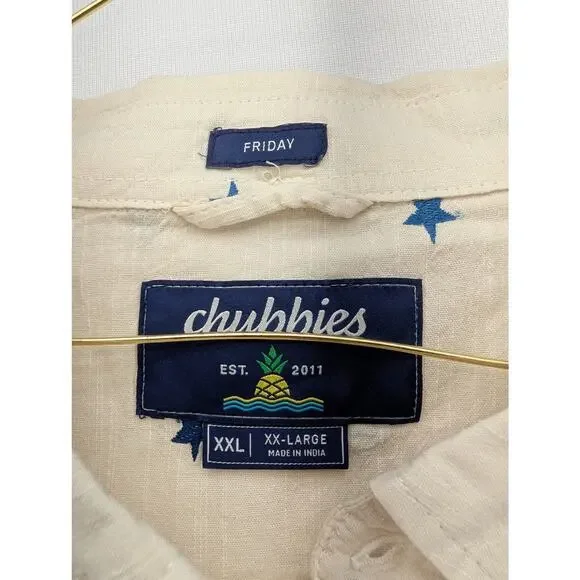 FRIDAY
chubbies
EST. 2011
XXL | XX-LARGE
MADE IN INDIA